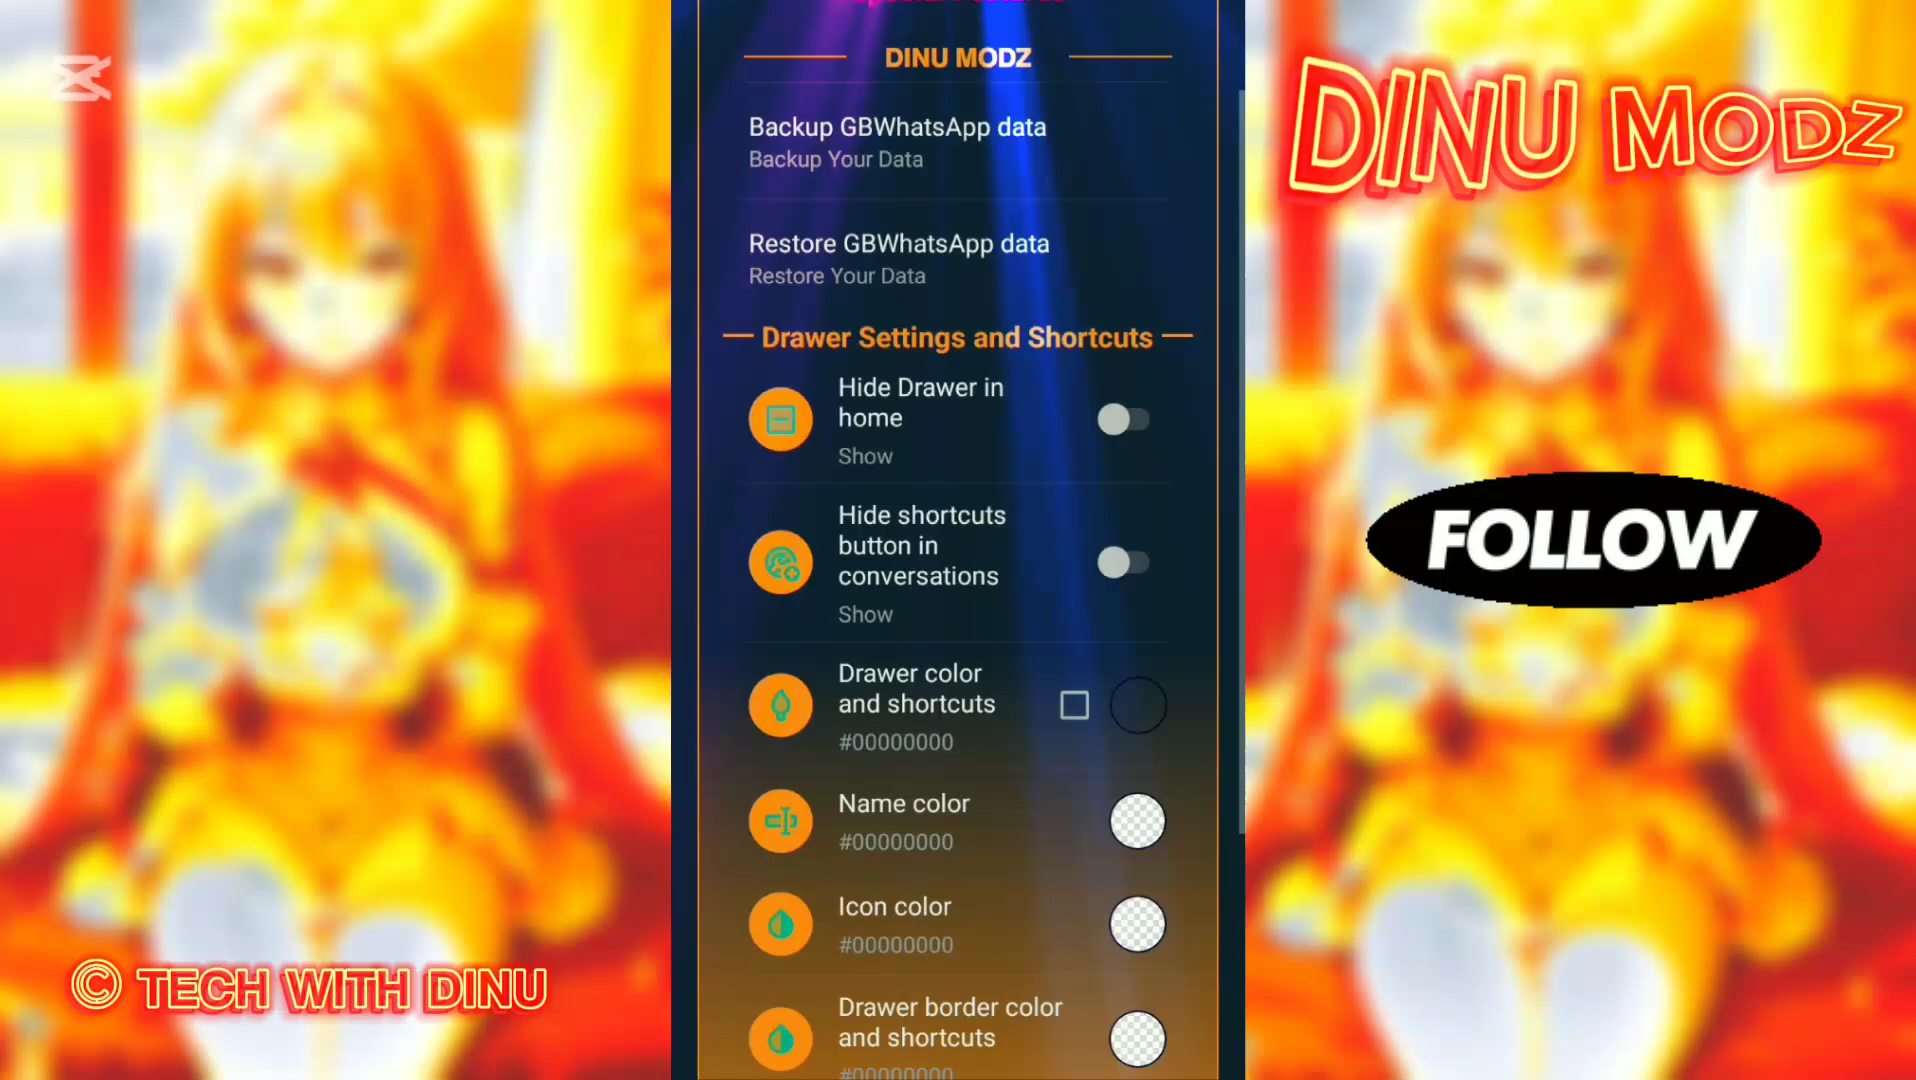 DINU MODZ
Backup GBWhatsApp data
Backup Your Data
Restore GBWhatsApp data
Restore Your Data
Drawer Settings and Shortcuts
Hide Drawer in
home
Show
Hide shortcuts
button in
conversations
Show
Drawer color
and shortcuts
#00000000
Name color
#00000000
Icon color
#00000000
Drawer border color
and shortcuts
#00000000
DINU MODZ
FOLLOW
© TECH WITH DINU